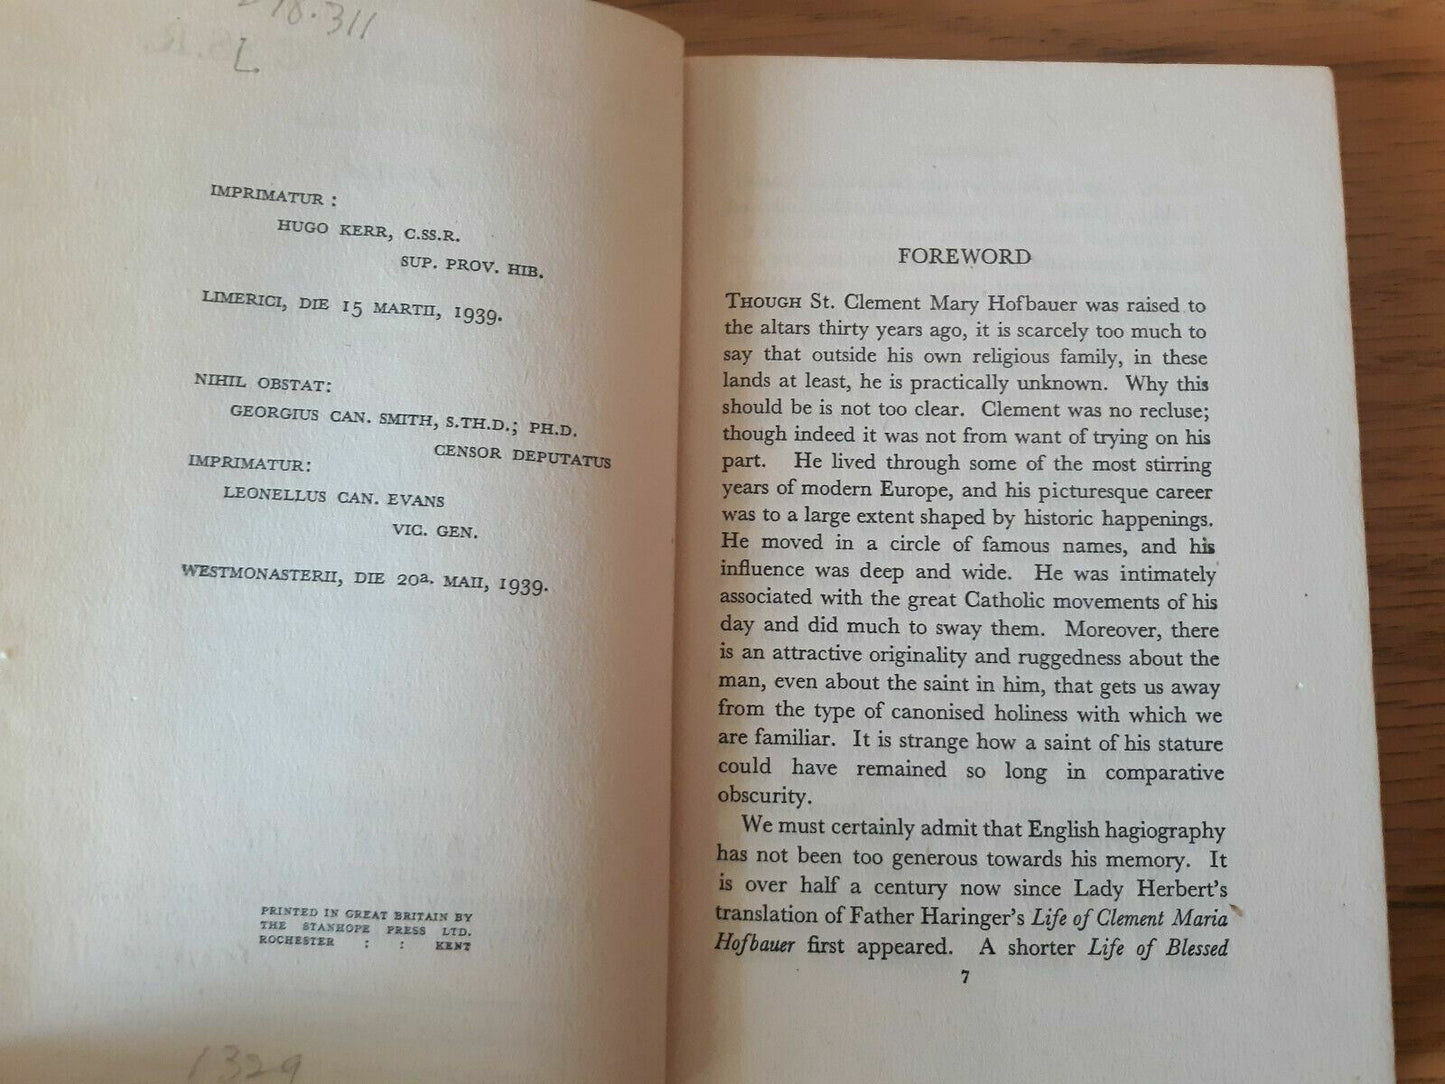 IMPRIMATUR :
HUGO KERR, C.SS.R.
SUP. PROV. HIB.
LIMERICI, DIE 15 MARTII, 1939.
NIHIL OBSTAT:
GEORGIUS CAN. SMITH, S.TH.D.; PH.D.
CENSOR DEPUTATUS
IMPRIMATUR:
LEONELLUS CAN. EVANS
VIC. GEN.
WESTMONASTERII, DIE 20a. MAII, 1939.
PRINTED IN GREAT BRITAIN BY
THE STANHOPE PRESS LTD.
ROCHESTER : : KENT
1329
FOREWORD
THOUGH St. Clement Mary Hofbauer was raised to
the altars thirty years ago, it is scarcely too much to
say that outside his own religious family, in these
lands at least, he is practically unknown. Why this
should be is not too clear. Clement was no recluse;
though indeed it was not from want of trying on his
part. He lived through some of the most stirring
years of modern Europe, and his picturesque career
was to a large extent shaped by historic happenings.
He moved in a circle of famous names, and his
influence was deep and wide. He was intimately
associated with the great Catholic movements of his
day and did much to sway them. Moreover, there
is an attractive originality and ruggedness about the
man, even about the saint in him, that gets us away
from the type of canonised holiness with which we
are familiar. It is strange how a saint of his stature
could have remained so long in comparative
obscurity.
We must certainly admit that English hagiography
has not been too generous towards his memory. It
is over half a century now since Lady Herbert's
translation of Father Haringer's Life of Clement Maria
Hofbauer first appeared. A shorter Life of Blessed
7